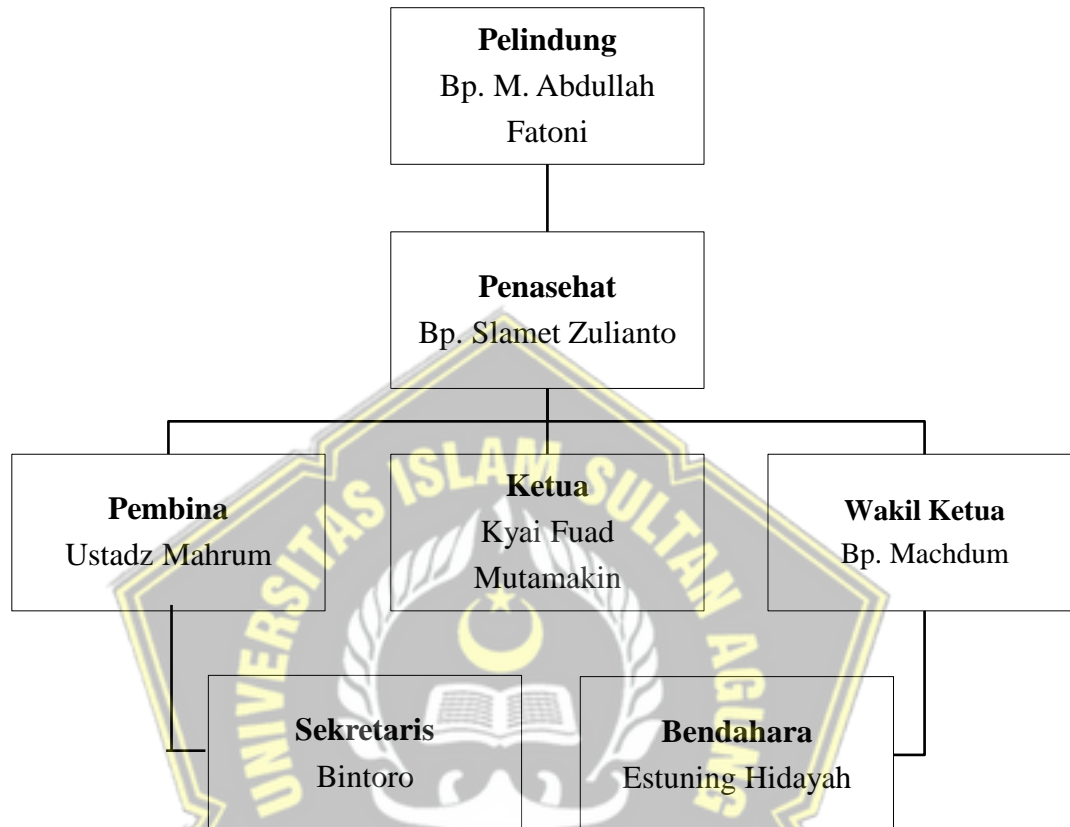 Pelindung
Bp. M. Abdullah
Fatoni
Penasehat
Bp. Slamet Zulianto
Pembina
Ustadz Mahrum
Ketua
Kyai Fuad
Mutamakin
Wakil Ketua
Bp. Machdum
Sekretaris
Bintoro
Bendahara
Estuning Hidayah
UNIVERSITAS ISLAM SULTAN AGUNG